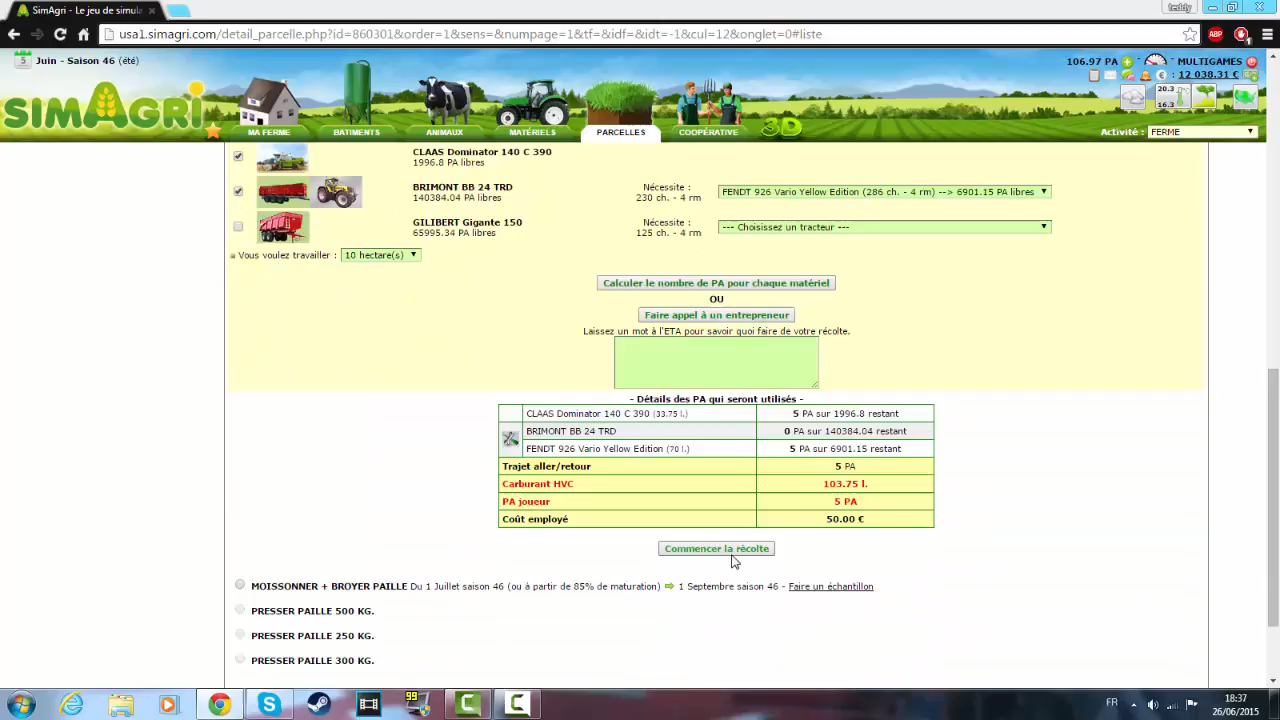 SimAgri - Le jeu de simula
teddy
usa1.simagri.com/detail_parcelle.php?id=860301&order=1&sens=&numpage=1&tf=&idf=&idt=-1&cul=12&onglet=0#liste
ABP
5 Juin - Saison 46 (été)
106.97 PA MULTIGAMES
12 038.31 €
SIMAGRI
20.3
16.3
MA FERME BATIMENTS ANIMAUX MATÉRIELS PARCELLES COOPÉRATIVE 3D
Activité : FERME
CLAAS Dominator 140 C 390
1996.8 PA libres
BRIMONT BB 24 TRD
140384.04 PA libres
Nécessite :
230 ch. - 4 rm
FENDT 926 Vario Yellow Edition (286 ch. - 4 rm) --> 6901.15 PA libres
GILIBERT Gigante 150
65995.34 PA libres
Nécessite :
125 ch. - 4 rm
--- Choisissez un tracteur ---
Vous voulez travailler : 10 hectare(s)
Calculer le nombre de PA pour chaque matériel
OU
Faire appel à un entrepreneur
Laissez un mot à l'ETA pour savoir quoi faire de votre récolte.
- Détails des PA qui seront utilisés -
CLAAS Dominator 140 C 390 (33.75 l.) 5 PA sur 1996.8 restant
BRIMONT BB 24 TRD 0 PA sur 140384.04 restant
FENDT 926 Vario Yellow Edition (70 l.) 5 PA sur 6901.15 restant
Trajet aller/retour 5 PA
Carburant HVC 103.75 l.
PA joueur 5 PA
Coût employé 50.00 €
Commencer la récolte
MOISSONNER + BROYER PAILLE Du 1 Juillet saison 46 (ou à partir de 85% de maturation) 1 Septembre saison 46 - Faire un échantillon
PRESSER PAILLE 500 KG.
PRESSER PAILLE 250 KG.
PRESSER PAILLE 300 KG.
99
FR
18:37
26/06/2015